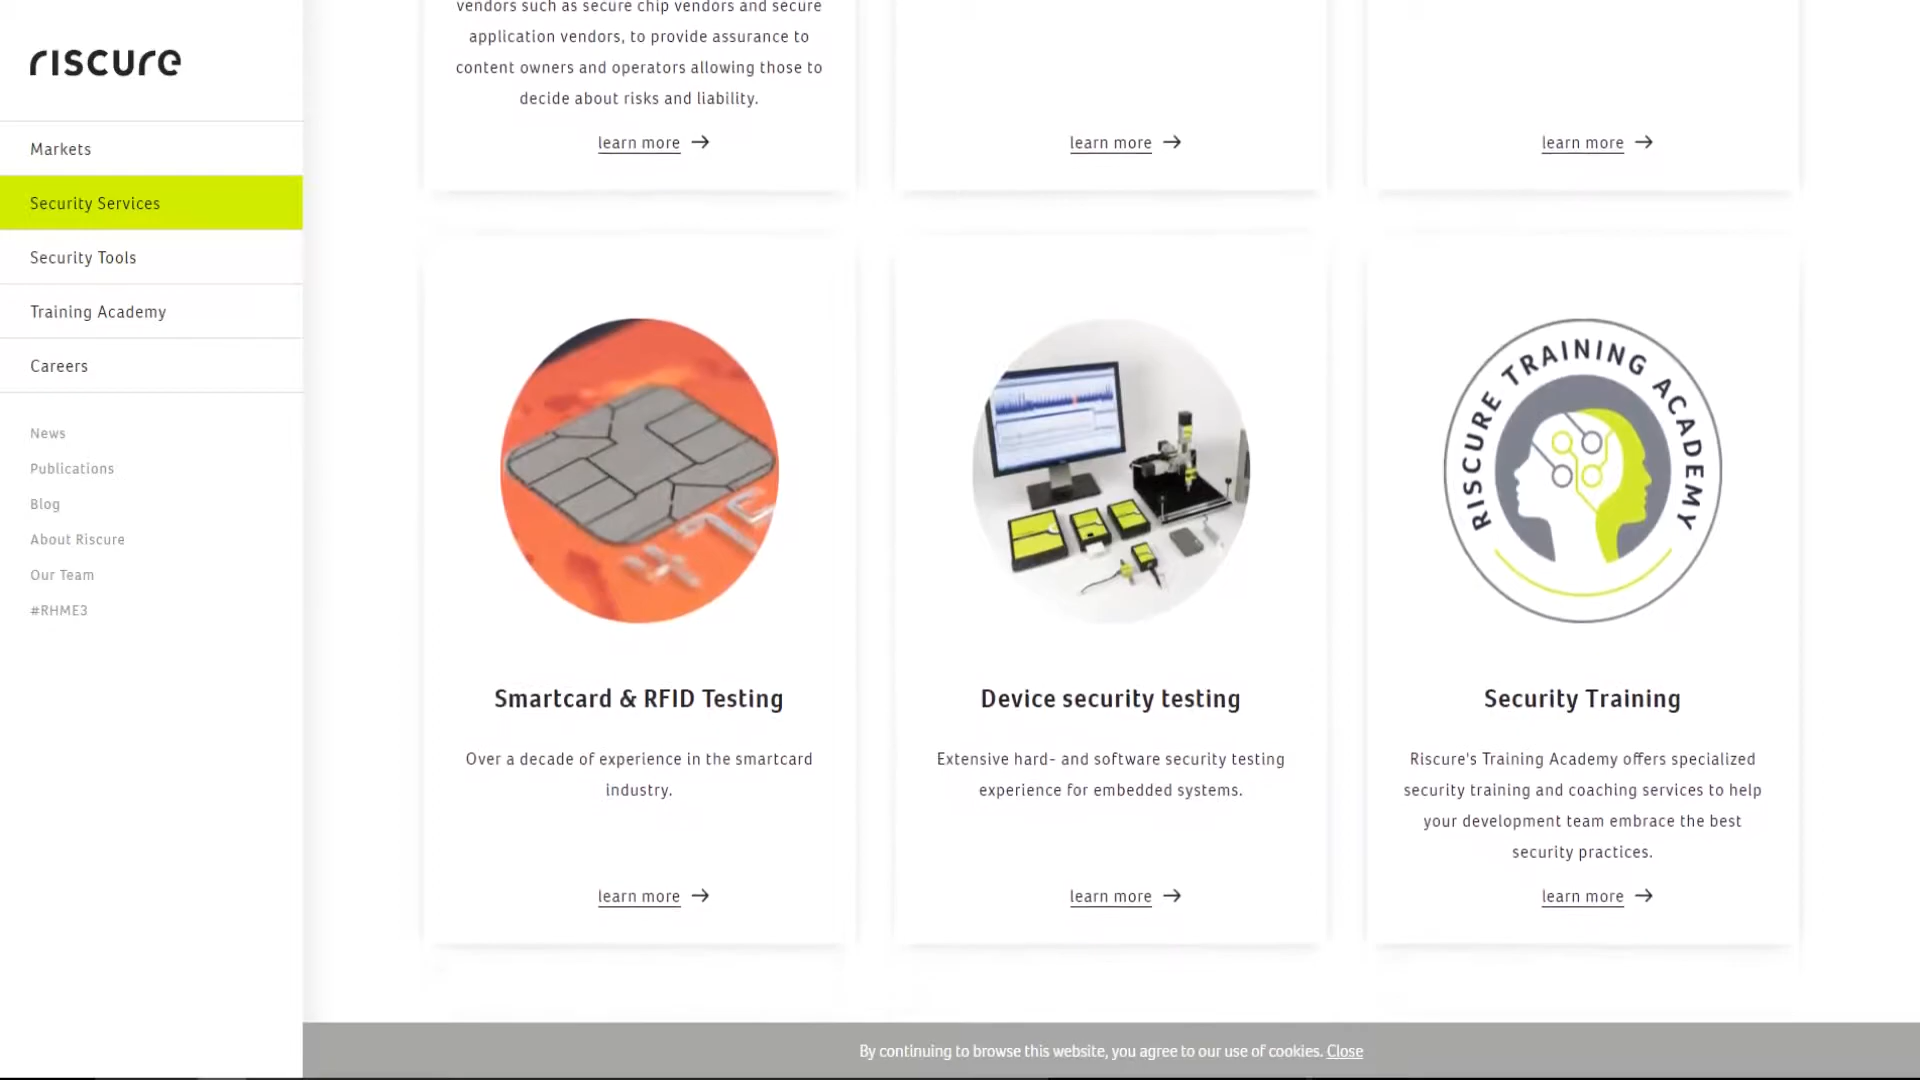 riscure
Markets
Security Services
Security Tools
Training Academy
Careers
News
Publications
Blog
About Riscure
Our Team
#RHME3
vendors such as secure chip vendors and secure
application vendors, to provide assurance to
content owners and operators allowing those to
decide about risks and liability.
learn more →
learn more →
learn more →
Smartcard & RFID Testing
Over a decade of experience in the smartcard
industry.
learn more →
Device security testing
Extensive hard- and software security testing
experience for embedded systems.
learn more →
RISCURE TRAINING ACADEMY
Security Training
Riscure's Training Academy offers specialized
security training and coaching services to help
your development team embrace the best
security practices.
learn more →
By continuing to browse this website, you agree to our use of cookies. Close